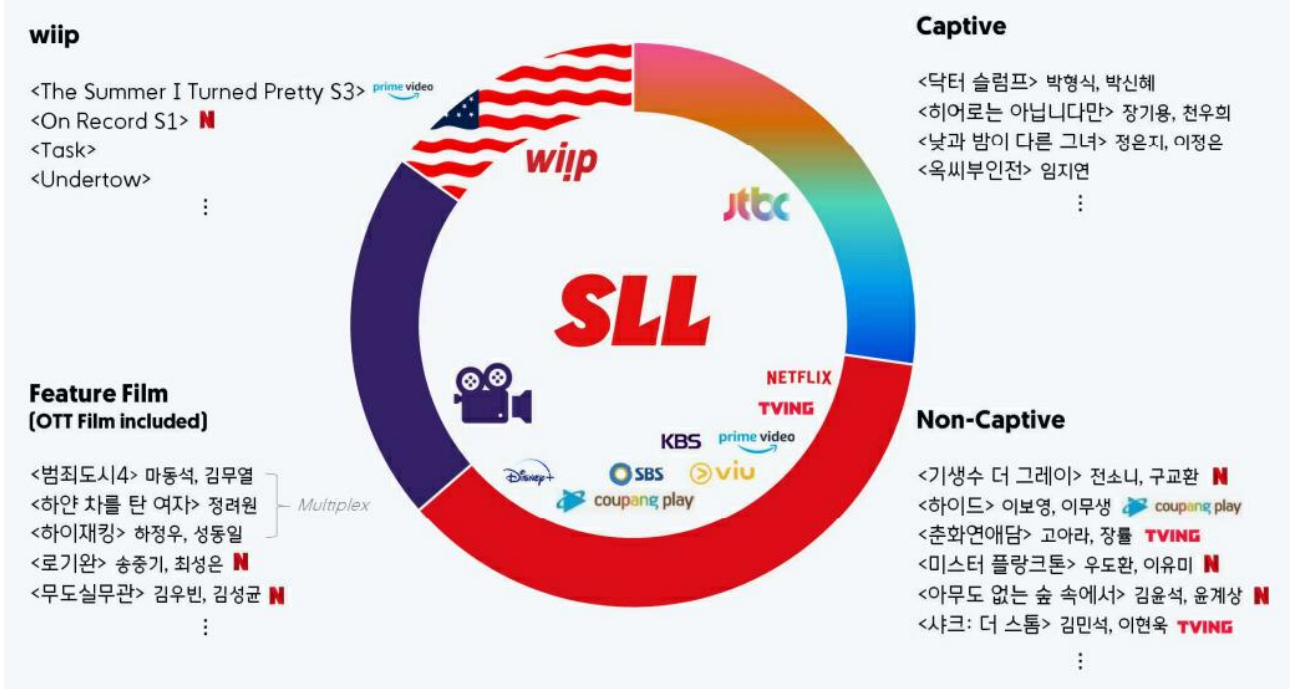 wiip
<The Summer I Turned Pretty S3> prime video
<On Record S1> N
<Task>
<Undertow>
⋮
Captive
<닥터 슬럼프> 박형식, 박신혜
<히어로는 아닙니다만> 장기용, 천우희
<낮과 밤이 다른 그녀> 정은지, 이정은
<옥씨부인전> 임지연
⋮
wiip
jtbc
SLL
NETFLIX
TVING
KBS prime video
Disney+ SBS viu
coupang play
Feature Film
(OTT Film included)
<범죄도시4> 마동석, 김무열
<하얀 차를 탄 여자> 정려원
Multiplex
<하이재킹> 하정우, 성동일
<로기완> 송중기, 최성은 N
<무도실무관> 김우빈, 김성균 N
⋮
Non-Captive
<기생수 더 그레이> 전소니, 구교환 N
<하이드> 이보영, 이무생 coupang play
<춘화연애담> 고아라, 장률 TVING
<미스터 플랑크톤> 우도환, 이유미 N
<아무도 없는 숲 속에서> 김윤석, 윤계상 N
<샤크: 더 스톰> 김민석, 이현욱 TVING
⋮